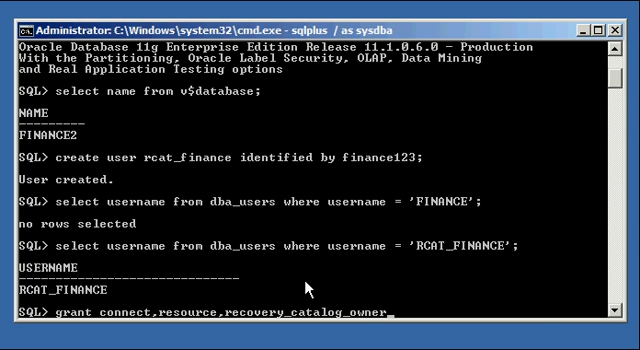 Administrator: C:\Windows\system32\cmd.exe - sqlplus / as sysdba
Oracle Database 11g Enterprise Edition Release 11.1.0.6.0 - Production
With the Partitioning, Oracle Label Security, OLAP, Data Mining
and Real Application Testing options
SQL> select name from v$database;
NAME
---------
FINANCE2
SQL> create user rcat_finance identified by finance123;
User created.
SQL> select username from dba_users where username = 'FINANCE';
no rows selected
SQL> select username from dba_users where username = 'RCAT_FINANCE';
USERNAME
------------------------------
RCAT_FINANCE
SQL> grant connect,resource,recovery_catalog_owner_